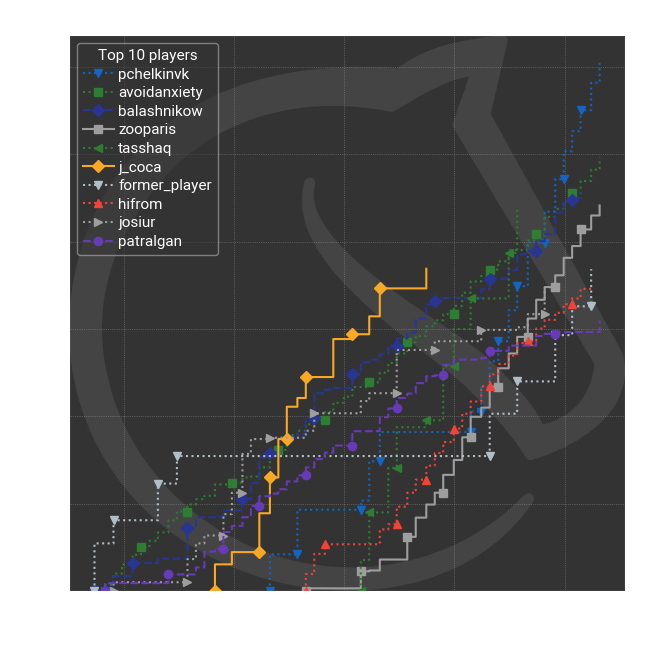 Top 10 players
pchelkinvk
avoidanxiety
balashnikow
zooparis
tasshaq
j_coca
former_player
hifrom
josiur
patralgan